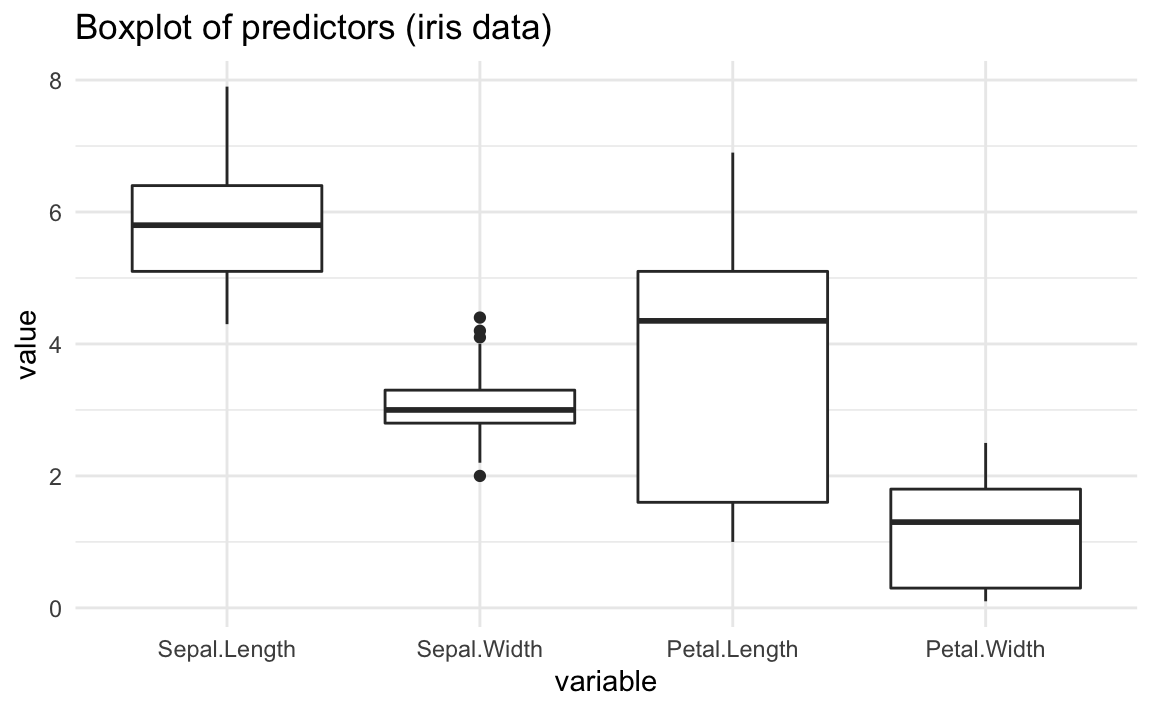 Boxplot of predictors (iris data)
8
6
4
2
0
value
Sepal.Length Sepal.Width Petal.Length Petal.Width
variable